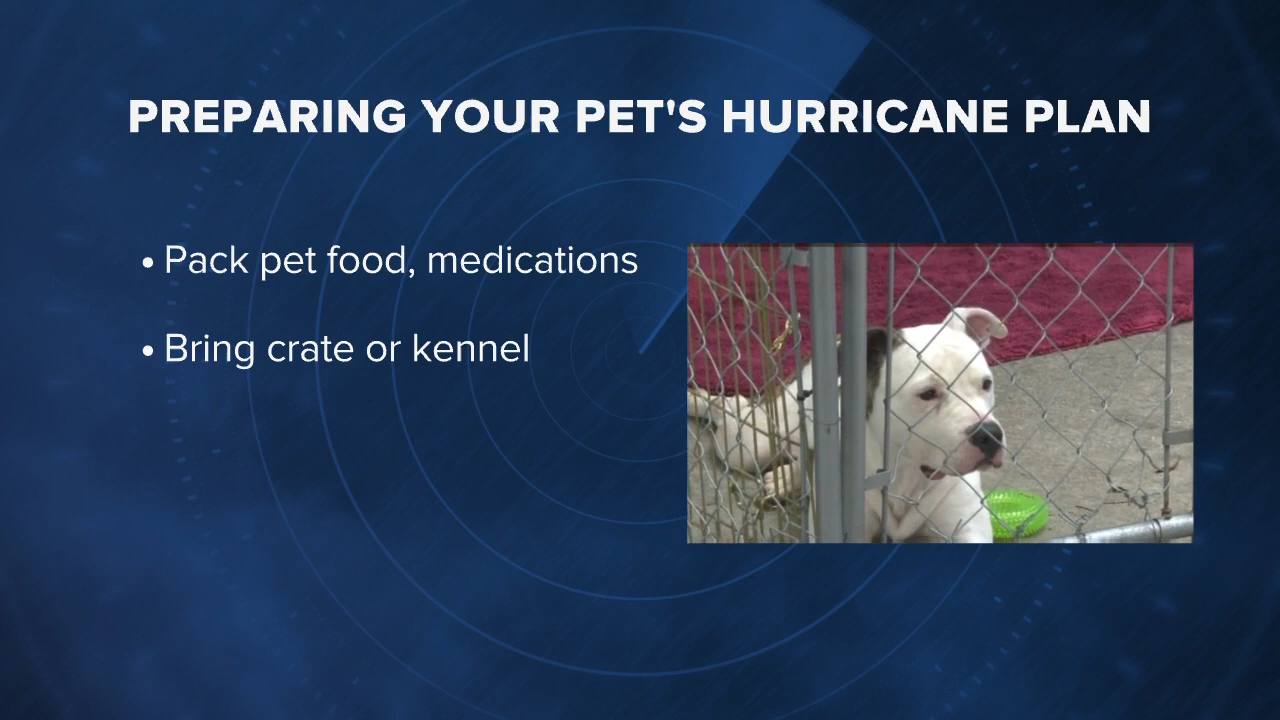 PREPARING YOUR PET'S HURRICANE PLAN
• Pack pet food, medications
• Bring crate or kennel